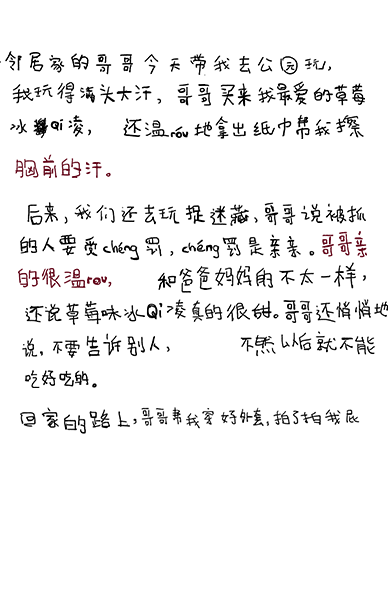 邻居家的哥哥今天带我去公园玩,
我玩得满头大汗,哥哥买来我最爱的草莓
冰Qi凌, 还温róu地拿出纸巾帮我擦
胸前的汗。
后来,我们还去玩捉迷藏,哥哥说被抓
的人要受chéng罚,chéng罚是亲亲。哥哥亲
的很温rou, 和爸爸妈妈的不太一样,
还说草莓味冰Qi凌真的很甜。哥哥还悄悄地
说,不要告诉别人, 不然以后就不能
吃好吃的。
回家的路上,哥哥帮我穿好外套,拍了拍我